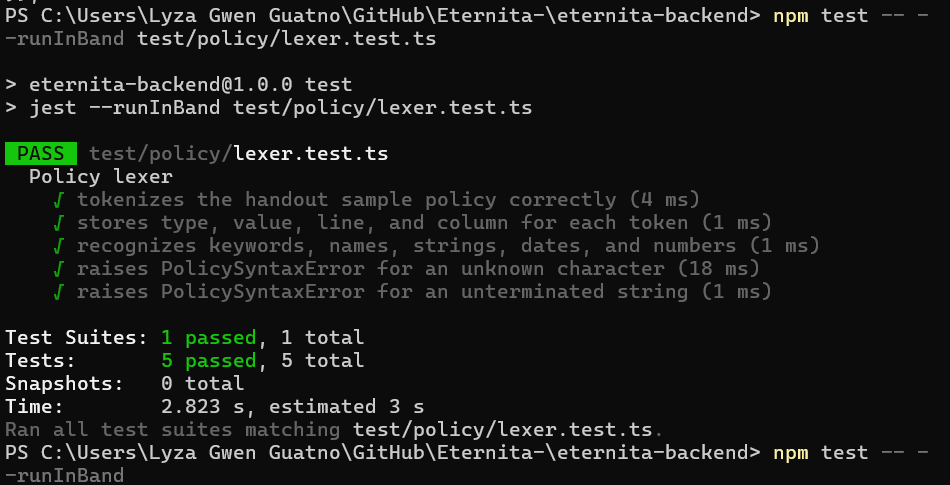 PS C:\Users\Lyza Gwen Guatno\GitHub\Eternita-\eternita-backend> npm test -- -
-runInBand test/policy/lexer.test.ts
> eternita-backend@1.0.0 test
> jest --runInBand test/policy/lexer.test.ts
PASS test/policy/lexer.test.ts
Policy lexer
√ tokenizes the handout sample policy correctly (4 ms)
√ stores type, value, line, and column for each token (1 ms)
√ recognizes keywords, names, strings, dates, and numbers (1 ms)
√ raises PolicySyntaxError for an unknown character (18 ms)
√ raises PolicySyntaxError for an unterminated string (1 ms)
Test Suites: 1 passed, 1 total
Tests: 5 passed, 5 total
Snapshots: 0 total
Time: 2.823 s, estimated 3 s
Ran all test suites matching test/policy/lexer.test.ts.
PS C:\Users\Lyza Gwen Guatno\GitHub\Eternita-\eternita-backend> npm test -- -
-runInBand